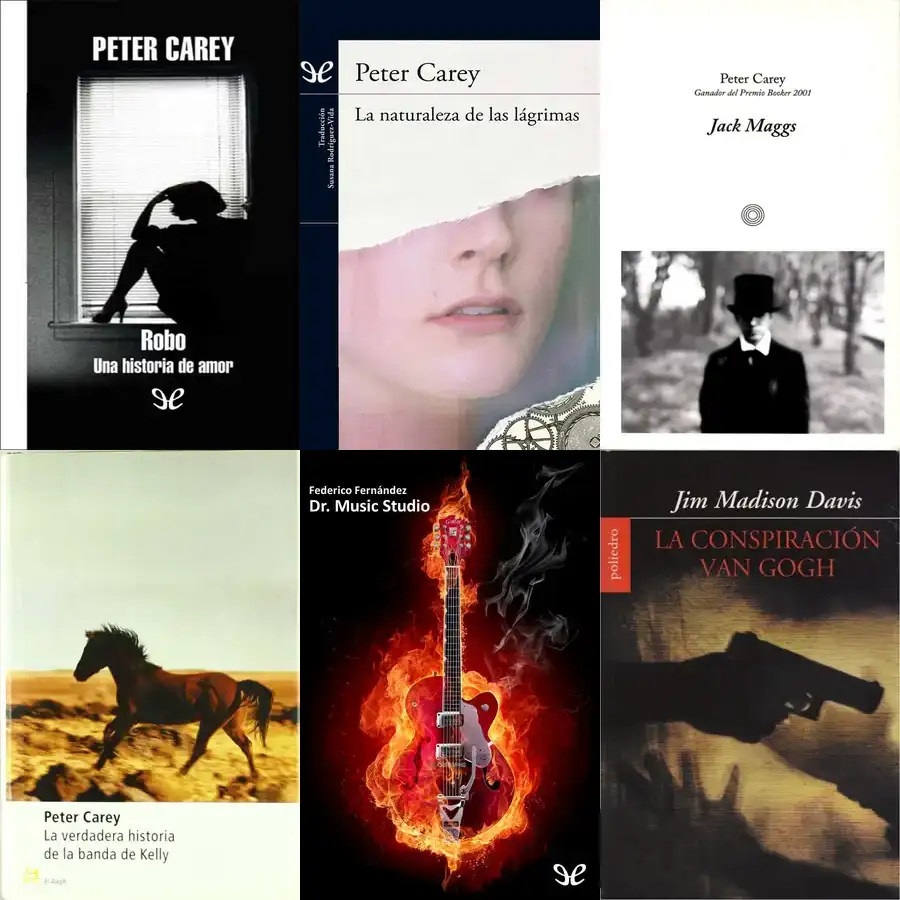 PETER CAREY
Robo
Una historia de amor
Peter Carey
La naturaleza de las lágrimas
Traducción
Susana Rodríguez-Vida
Peter Carey
Ganador del Premio Booker 2001
Jack Maggs
Peter Carey
La verdadera historia
de la banda de Kelly
El Aleph
Federico Fernández
Dr. Music Studio
Jim Madison Davis
poliedro
LA CONSPIRACIÓN
VAN GOGH